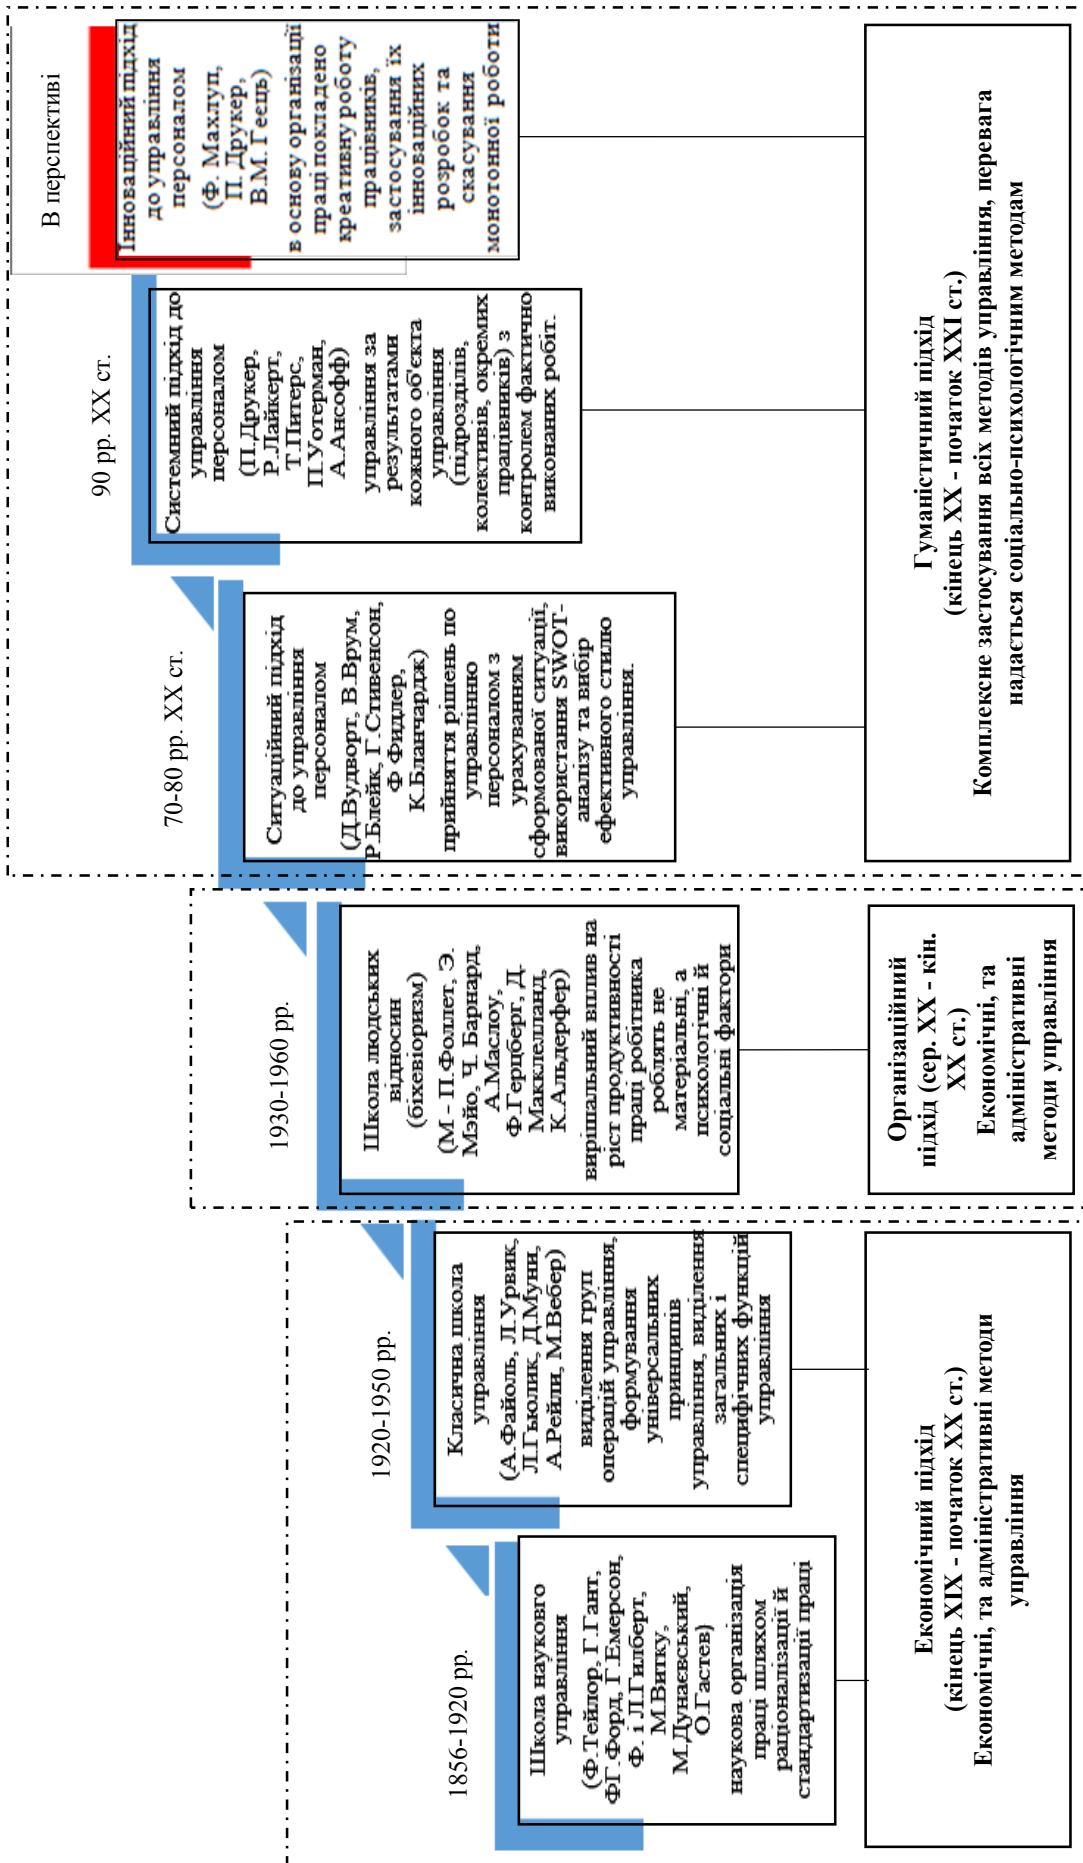 1856-1920 рр.
Школа наукового
управління
(Ф.Тейлор, Г.Гант,
ФГ.Форд, Г.Емерсон,
Ф. і Л.Гилберт,
М.Витку,
М.Дунаєвський,
О.Гастев)
наукова організація
праці шляхом
раціоналізації й
стандартизації праці
1920-1950 рр.
Класична школа
управління
(А.Файоль, Л.Урвик,
Л.Гьюлик, Д.Муни,
А.Рейли, М.Вебер)
виділення груп
операцій управління,
формування
універсальних
принципів
управління, виділення
загальних і
специфічних функцій
управління
1930-1960 рр.
Школа людських
відносин
(біхевіоризм)
(М - П.Фоллет, Э.
Мэйо, Ч. Барнард,
А.Маслоу,
Ф.Герцберг, Д.
Макклелланд,
К.Альдерфер)
вирішальний вплив на
ріст продуктивності
праці робітника
роблять не
матеріальні, а
психологічні й
соціальні фактори
70-80 рр. ХХ ст.
Ситуаційний підхід
до управління
персоналом
(Д.Вудворт, В.Врум,
Р.Блейк, Г.Стивенсон,
Ф Фидлер,
К.Бланчардж)
прийняття рішень по
управлінню
персоналом з
урахуванням
сформованої ситуації,
використання SWOT-
аналізу та вибір
ефективного стилю
управління.
90 рр. ХХ ст.
Системний підхід до
управління
персоналом
(П.Друкер,
Р.Лайкерт,
Т.Питерс,
П.Уотерман,
А.Ансофф)
управління за
результатами
кожного об'єкта
управління
(підрозділів,
колективів, окремих
працівників) з
контролем фактично
виконаних робіт.
В перспективі
Інноваційний підхід
до управління
персоналом
(Ф. Махлуп,
П. Друкер,
В.М. Геєць)
в основу організації
праці покладено
креативну роботу
працівників,
застосування їх
інноваційних
розробок та
скасування
монотонної роботи
Економічний підхід
(кінець ХІХ - початок ХХ ст.)
Економічні, та адміністративні методи
управління
Організаційний
підхід (сер. ХХ - кін.
ХХ ст.)
Економічні, та
адміністративні
методи управління
Гуманістичний підхід
(кінець ХХ - початок ХХІ ст.)
Комплексне застосування всіх методів управління, перевага
надається соціально-психологічним методам